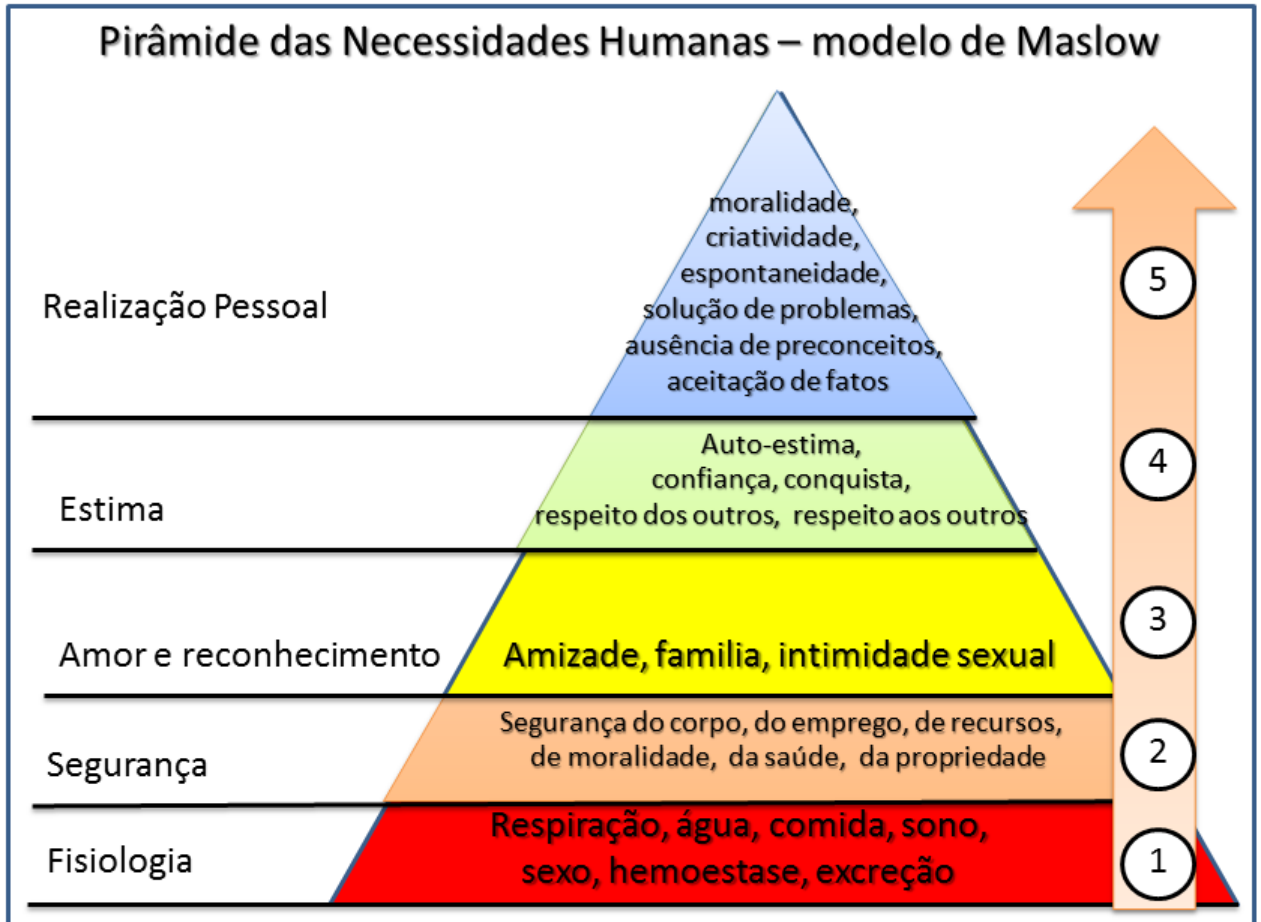 Pirâmide das Necessidades Humanas – modelo de Maslow
Realização Pessoal
moralidade,
criatividade,
espontaneidade,
solução de problemas,
ausência de preconceitos,
aceitação de fatos
5
Estima
Auto-estima,
confiança, conquista,
respeito dos outros, respeito aos outros
4
Amor e reconhecimento
Amizade, familia, intimidade sexual
3
Segurança
Segurança do corpo, do emprego, de recursos,
de moralidade, da saúde, da propriedade
2
Fisiologia
Respiração, água, comida, sono,
sexo, hemoestase, excreção
1